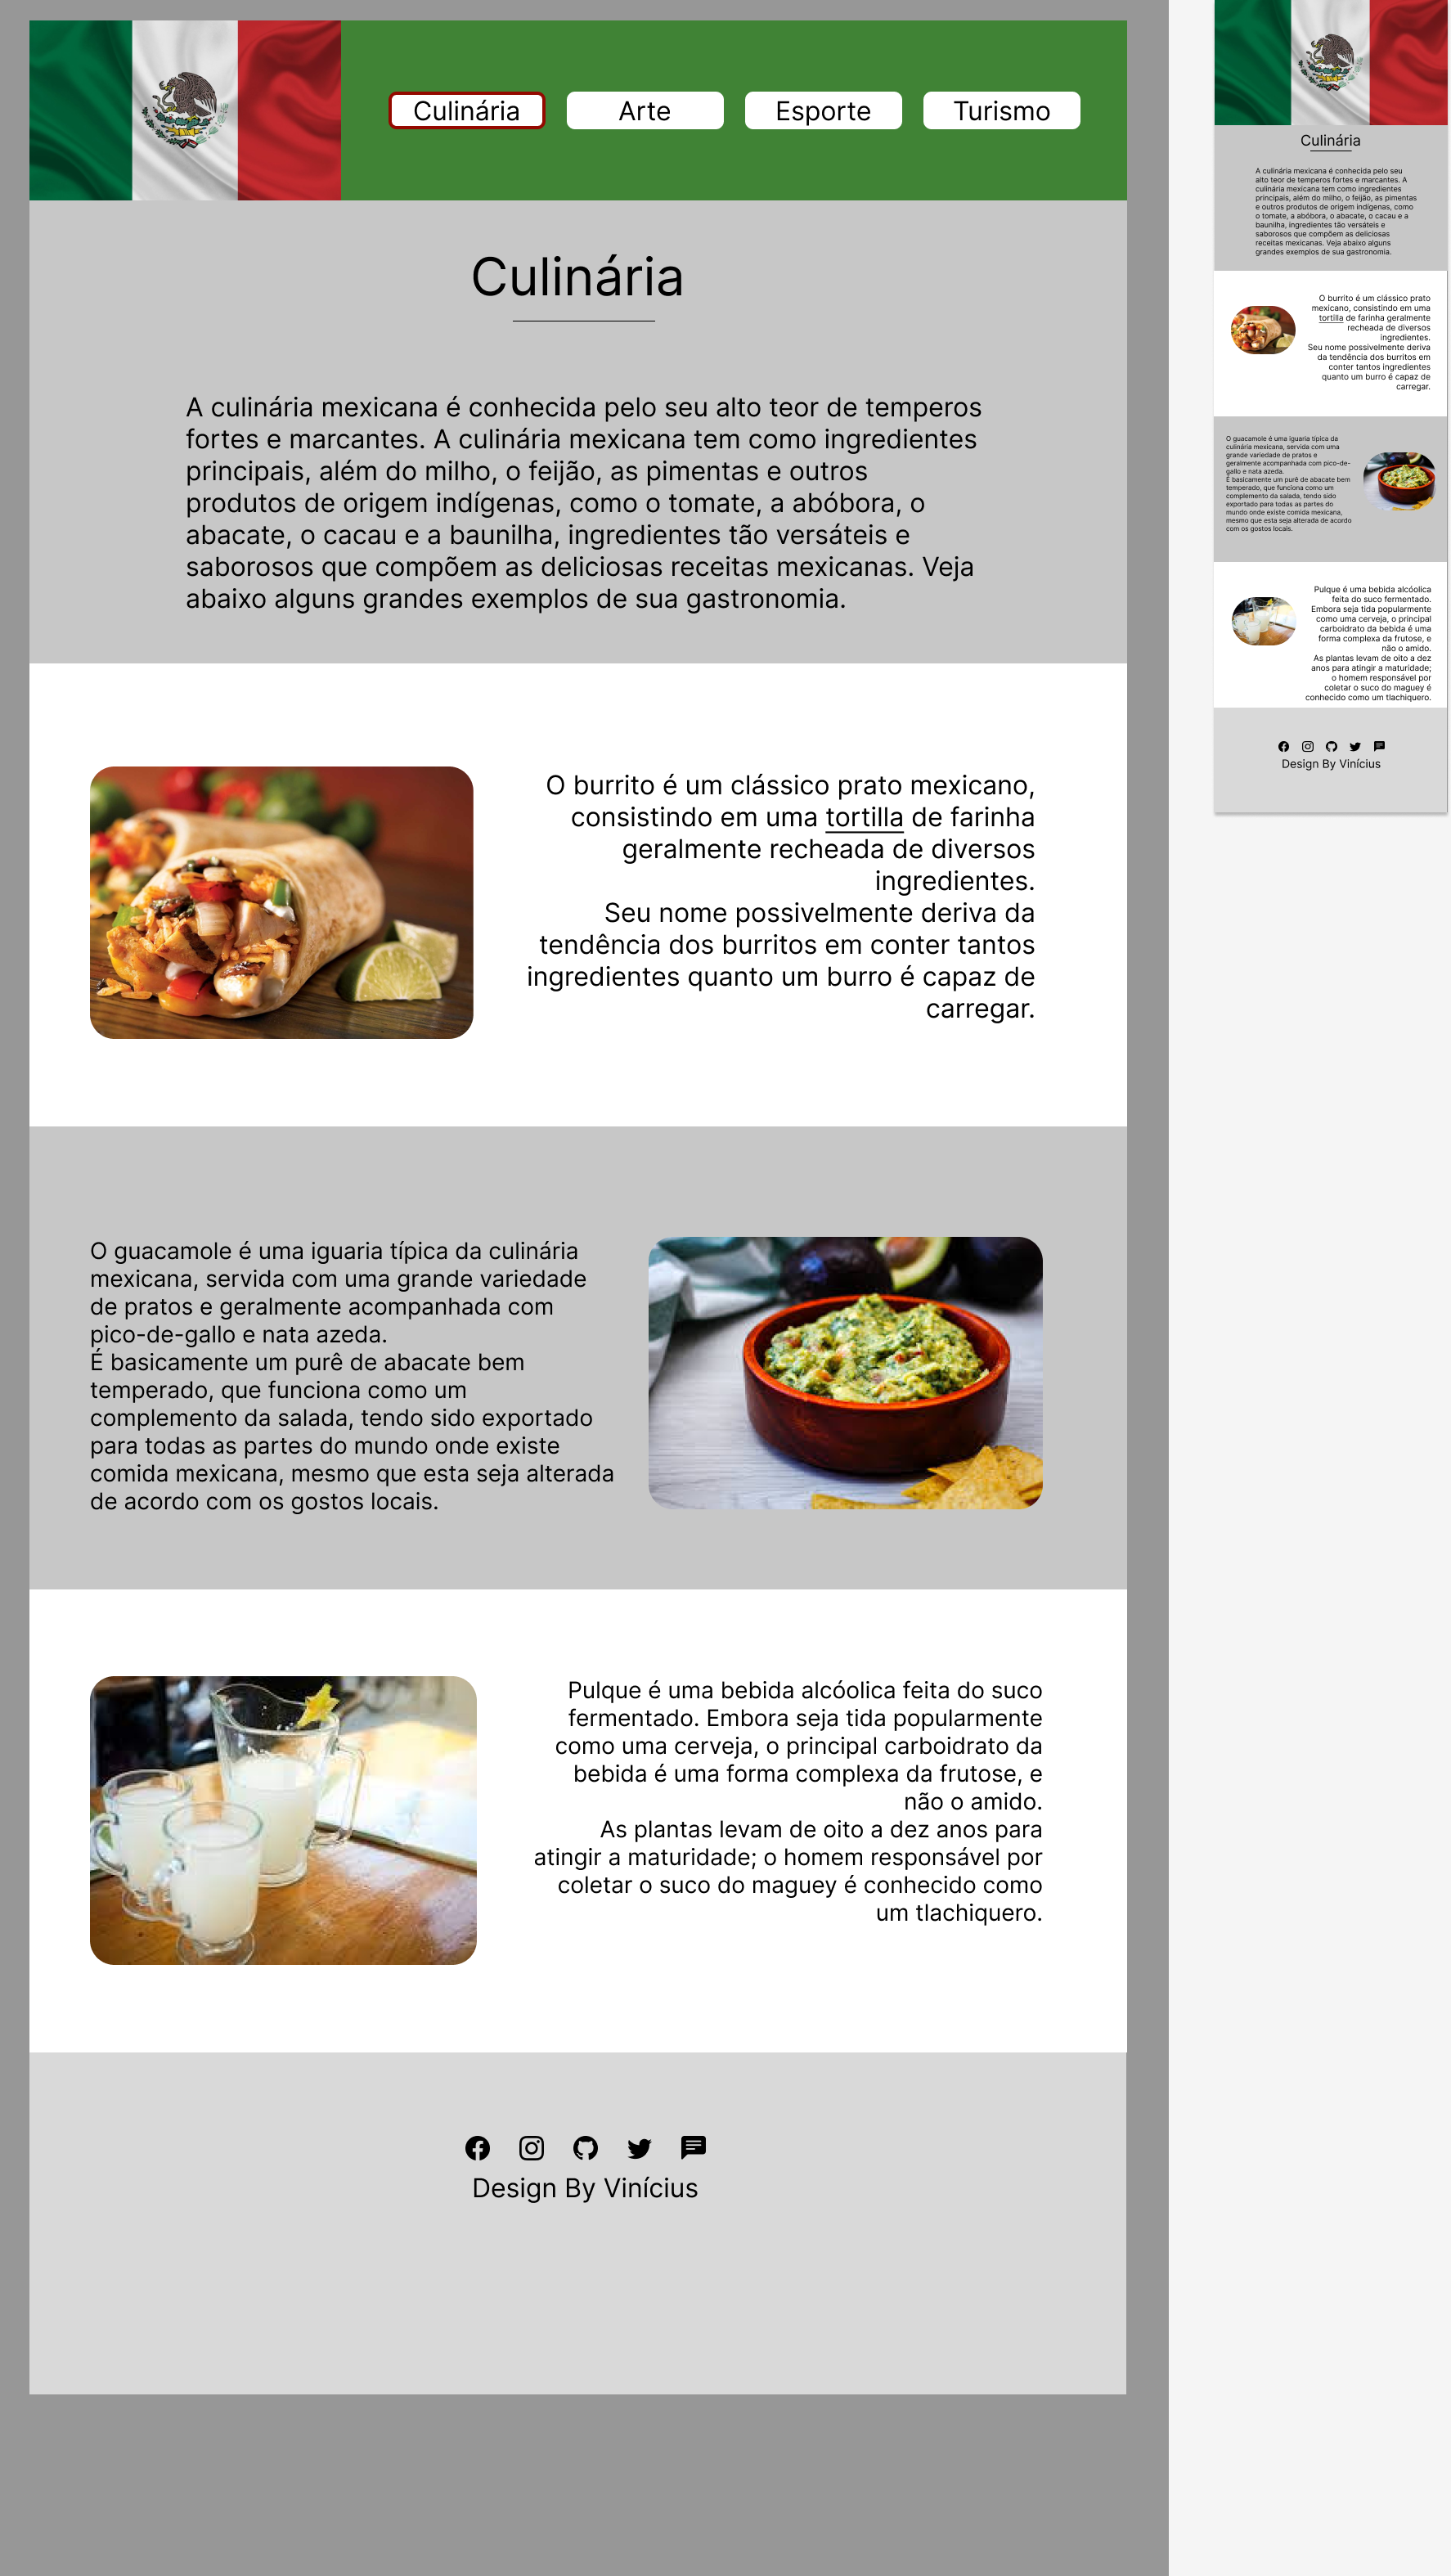 Culinária
Arte
Esporte
Turismo
Culinária
A culinária mexicana é conhecida pelo seu alto teor de temperos
fortes e marcantes. A culinária mexicana tem como ingredientes
principais, além do milho, o feijão, as pimentas e outros
produtos de origem indígenas, como o tomate, a abóbora, o
abacate, o cacau e a baunilha, ingredientes tão versáteis e
saborosos que compõem as deliciosas receitas mexicanas. Veja
abaixo alguns grandes exemplos de sua gastronomia.
O burrito é um clássico prato mexicano,
consistindo em uma tortilla de farinha
geralmente recheada de diversos
ingredientes.
Seu nome possivelmente deriva da
tendência dos burritos em conter tantos
ingredientes quanto um burro é capaz de
carregar.
O guacamole é uma iguaria típica da culinária
mexicana, servida com uma grande variedade
de pratos e geralmente acompanhada com
pico-de-gallo e nata azeda.
É basicamente um purê de abacate bem
temperado, que funciona como um
complemento da salada, tendo sido exportado
para todas as partes do mundo onde existe
comida mexicana, mesmo que esta seja alterada
de acordo com os gostos locais.
Pulque é uma bebida alcóolica feita do suco
fermentado. Embora seja tida popularmente
como uma cerveja, o principal carboidrato da
bebida é uma forma complexa da frutose, e
não o amido.
As plantas levam de oito a dez anos para
atingir a maturidade; o homem responsável por
coletar o suco do maguey é conhecido como
um tlachiquero.
Design By Vinícius
Culinária
A culinária mexicana é conhecida pelo seu
alto teor de temperos fortes e marcantes. A
culinária mexicana tem como ingredientes
principais, além do milho, o feijão, as pimentas
e outros produtos de origem indígenas, como
o tomate, a abóbora, o abacate, o cacau e a
baunilha, ingredientes tão versáteis e
saborosos que compõem as deliciosas
receitas mexicanas. Veja abaixo alguns
grandes exemplos de sua gastronomia.
O burrito é um clássico prato
mexicano, consistindo em uma
tortilla de farinha geralmente
recheada de diversos
ingredientes.
Seu nome possivelmente deriva
da tendência dos burritos em
conter tantos ingredientes
quanto um burro é capaz de
carregar.
O guacamole é uma iguaria típica da
culinária mexicana, servida com uma
grande variedade de pratos e
geralmente acompanhada com pico-de-
gallo e nata azeda.
É basicamente um purê de abacate bem
temperado, que funciona como um
complemento da salada, tendo sido
exportado para todas as partes do
mundo onde existe comida mexicana,
mesmo que esta seja alterada de acordo
com os gostos locais.
Pulque é uma bebida alcóolica
feita do suco fermentado.
Embora seja tida popularmente
como uma cerveja, o principal
carboidrato da bebida é uma
forma complexa da frutose, e
não o amido.
As plantas levam de oito a dez
anos para atingir a maturidade;
o homem responsável por
coletar o suco do maguey é
conhecido como um tlachiquero.
Design By Vinícius